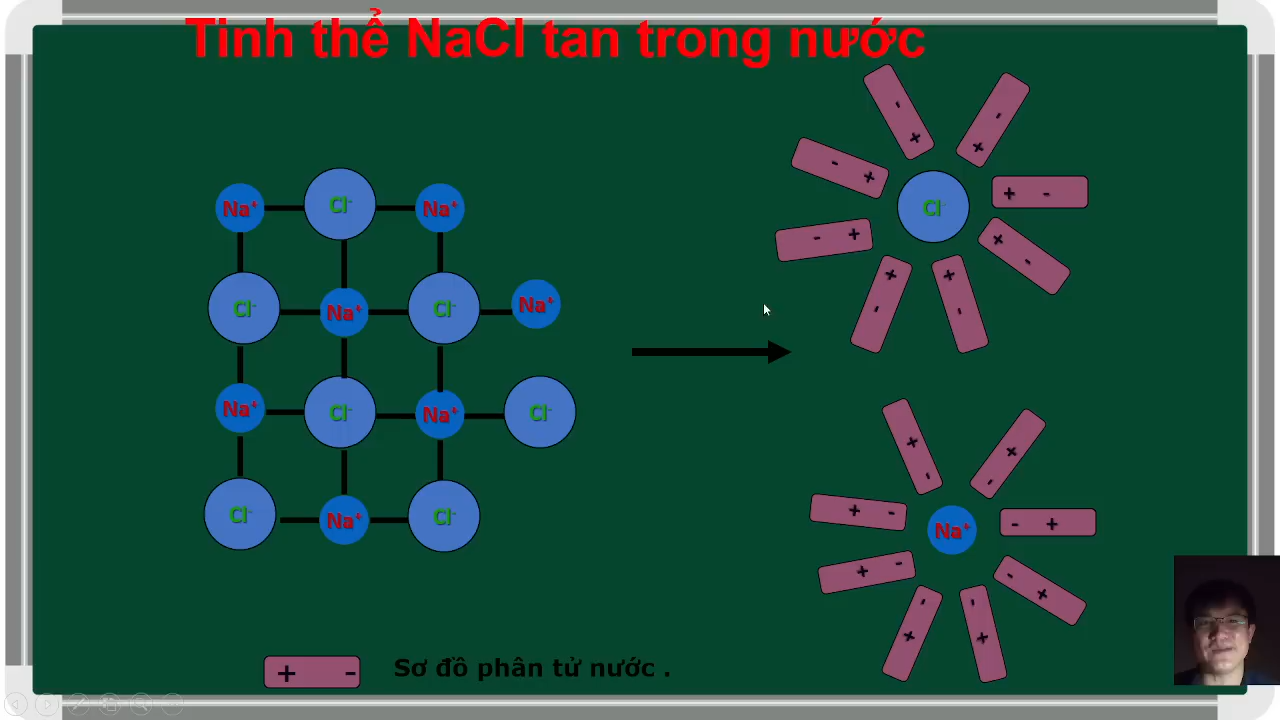 Tinh thể NaCl tan trong nước
Na⁺ Cl⁻ Na⁺
Cl⁻ Na⁺ Cl⁻ Na⁺
Na⁺ Cl⁻ Na⁺ Cl⁻
Cl⁻ Na⁺ Cl⁻
- +
- +
- +
+ -
- +
+ -
+ -
+ -
Cl⁻
+ -
+ -
+ -
- +
+ -
- +
- +
- +
Na⁺
+ - Sơ đồ phân tử nước .